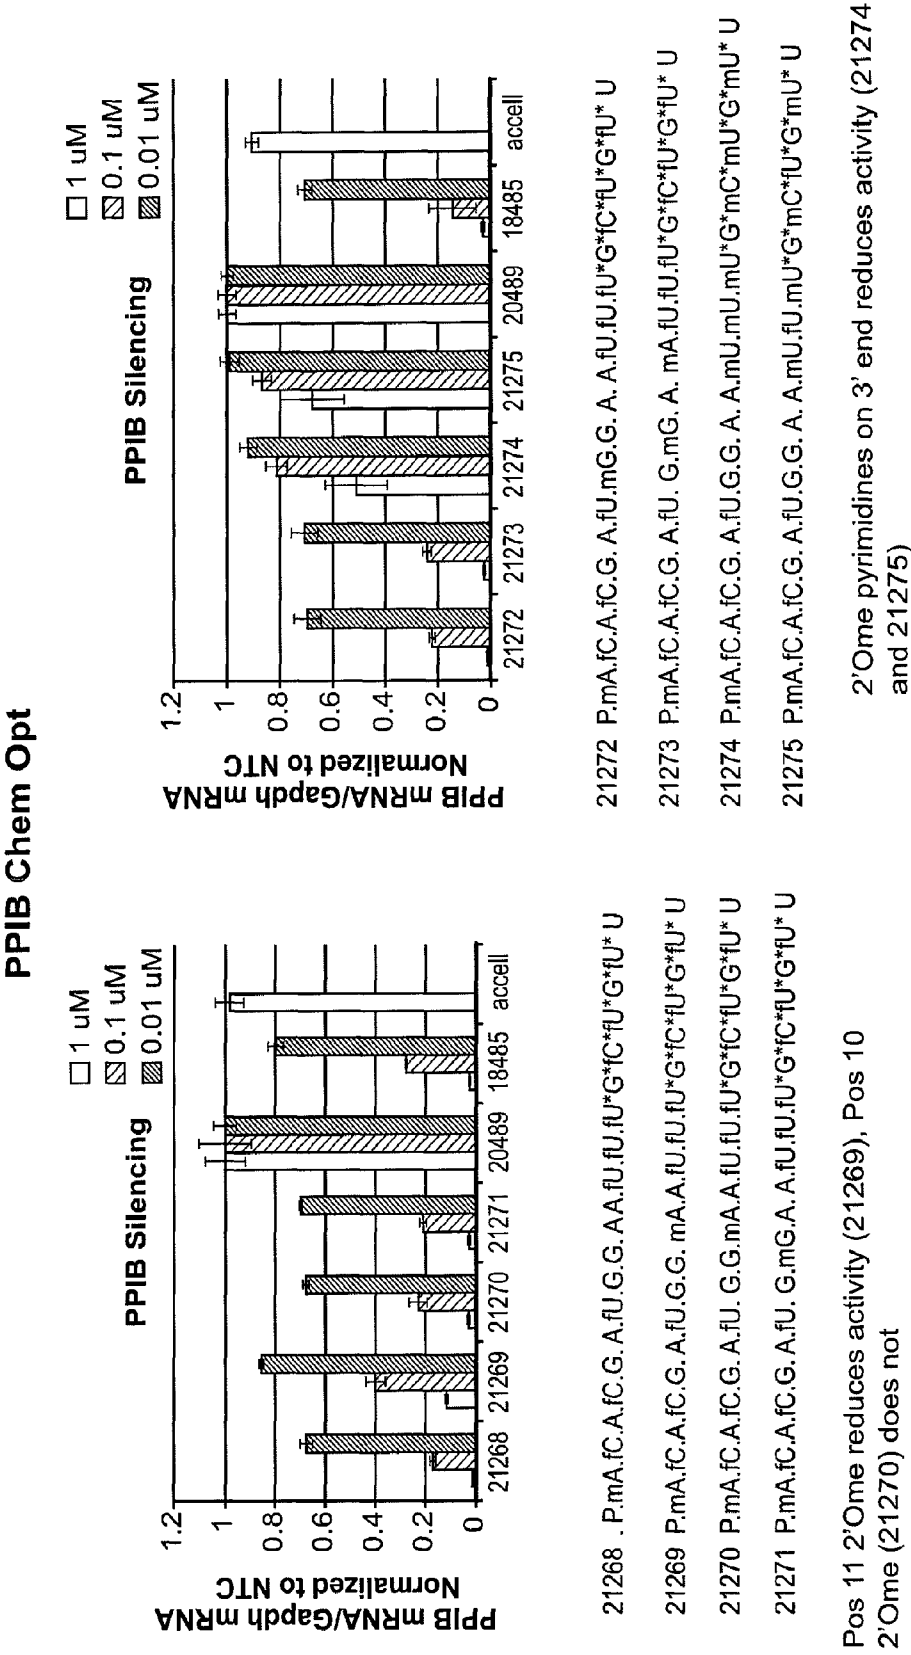 PPIB Chem Opt
PPIB Silencing
1 uM
0.1 uM
0.01 uM
PPIB mRNA/Gapdh mRNA
Normalized to NTC
1.2
1
0.8
0.6
0.4
0.2
0
21268
21269
21270
21271
20489
18485
accell
21268 . P.mA.fC.A.fC.G. A.fU.G.G. AA.fU.fU.fU*G*fC*fU*G*fU* U
21269 P.mA.fC.A.fC.G. A.fU.G.G. mA.A.fU.fU.fU*G*fC*fU*G*fU* U
21270 P.mA.fC.A.fC.G. A.fU. G.G.mA.A.fU.fU.fU*G*fC*fU*G*fU* U
21271 P.mA.fC.A.fC.G. A.fU. G.mG.A. A.fU.fU.fU*G*fC*fU*G*fU* U
Pos 11 2'Ome reduces activity (21269), Pos 10
2'Ome (21270) does not
PPIB Silencing
1 uM
0.1 uM
0.01 uM
PPIB mRNA/Gapdh mRNA
Normalized to NTC
1.2
1
0.8
0.6
0.4
0.2
0
21272
21273
21274
21275
20489
18485
accell
21272 P.mA.fC.A.fC.G. A.fU.mG.G. A. A.fU.fU.fU*G*fC*fU*G*fU* U
21273 P.mA.fC.A.fC.G. A.fU. G.mG. A. mA.fU.fU.fU*G*fC*fU*G*fU* U
21274 P.mA.fC.A.fC.G. A.fU.G.G. A. A.mU.mU.mU*G*mC*mU*G*mU* U
21275 P.mA.fC.A.fC.G. A.fU.G.G. A. A.mU.fU.mU*G*mC*fU*G*mU* U
2'Ome pyrimidines on 3' end reduces activity (21274
and 21275)